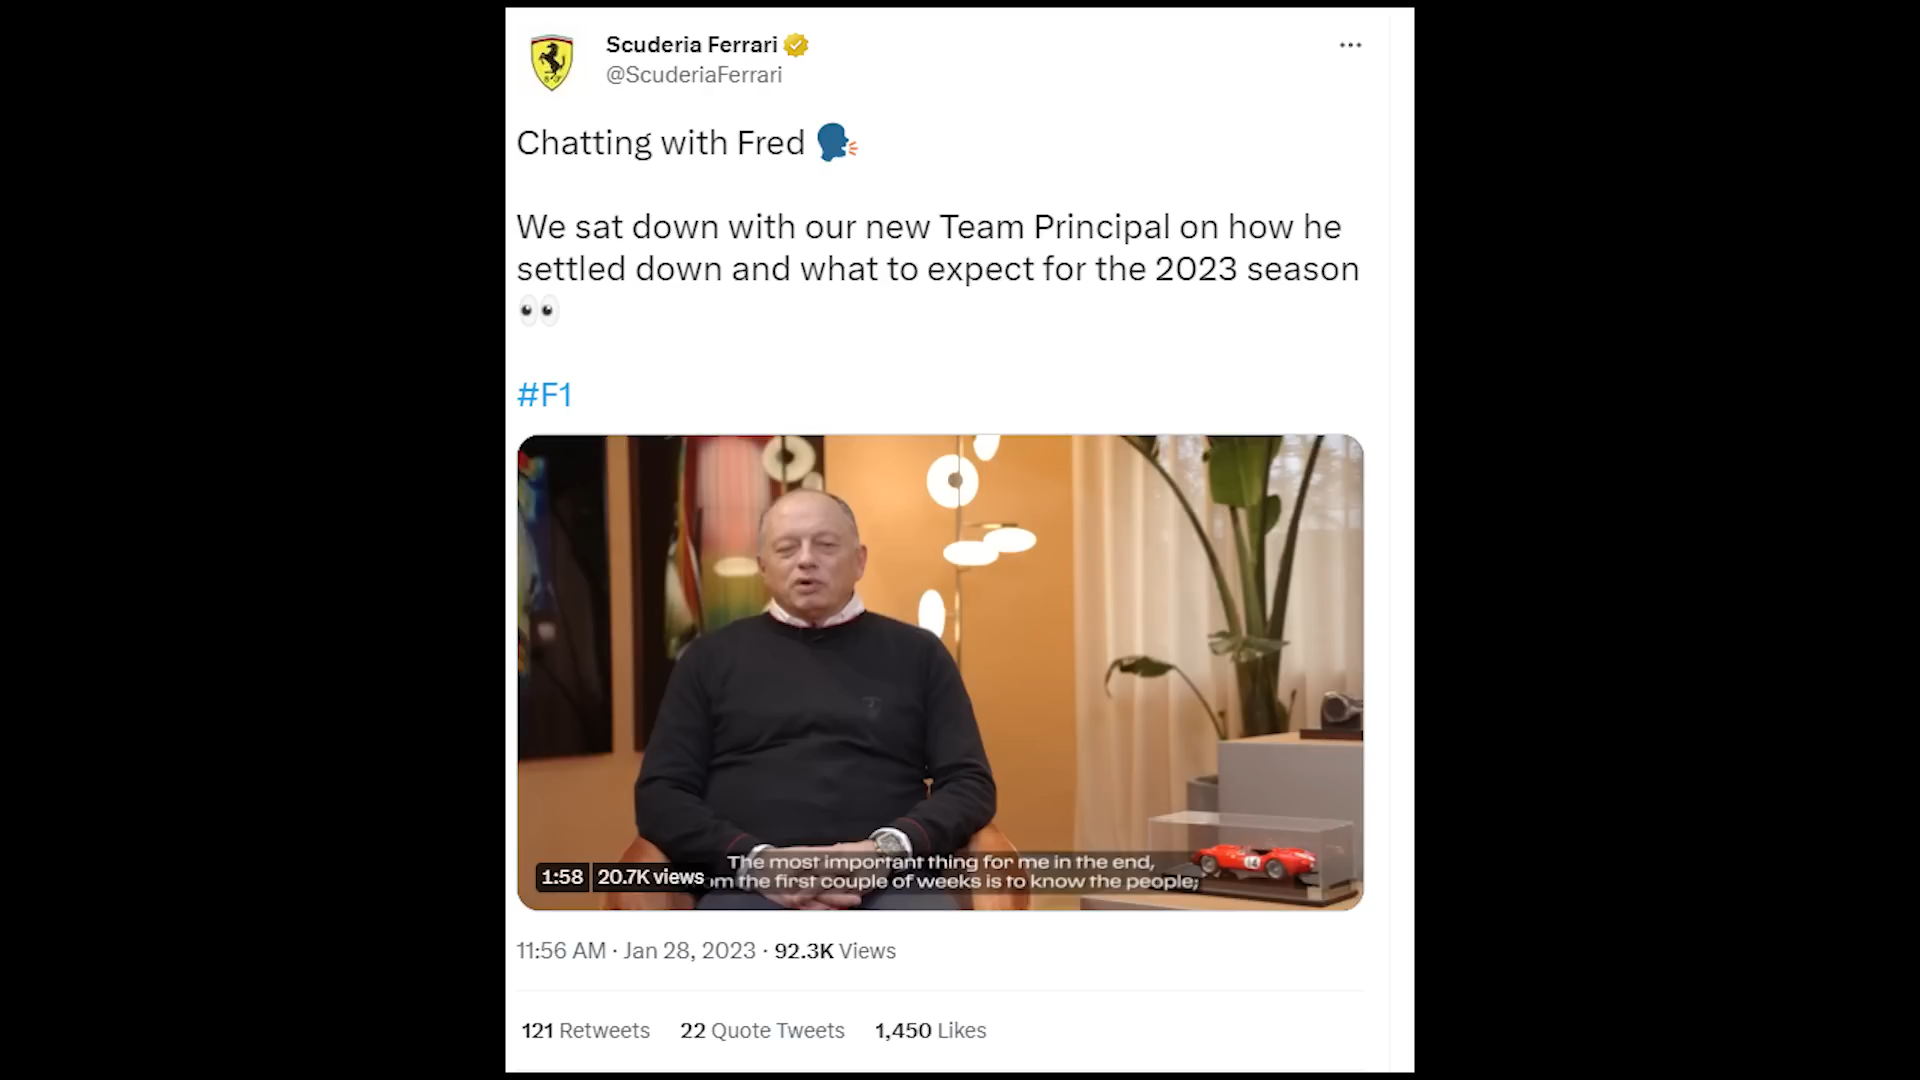 Scuderia Ferrari
@ScuderiaFerrari
Chatting with Fred
We sat down with our new Team Principal on how he
settled down and what to expect for the 2023 season
#F1
The most important thing for me in the end,
the first couple of weeks is to know the people;
1:58 20.7K views
14
11:56 AM · Jan 28, 2023 · 92.3K Views
121 Retweets 22 Quote Tweets 1,450 Likes